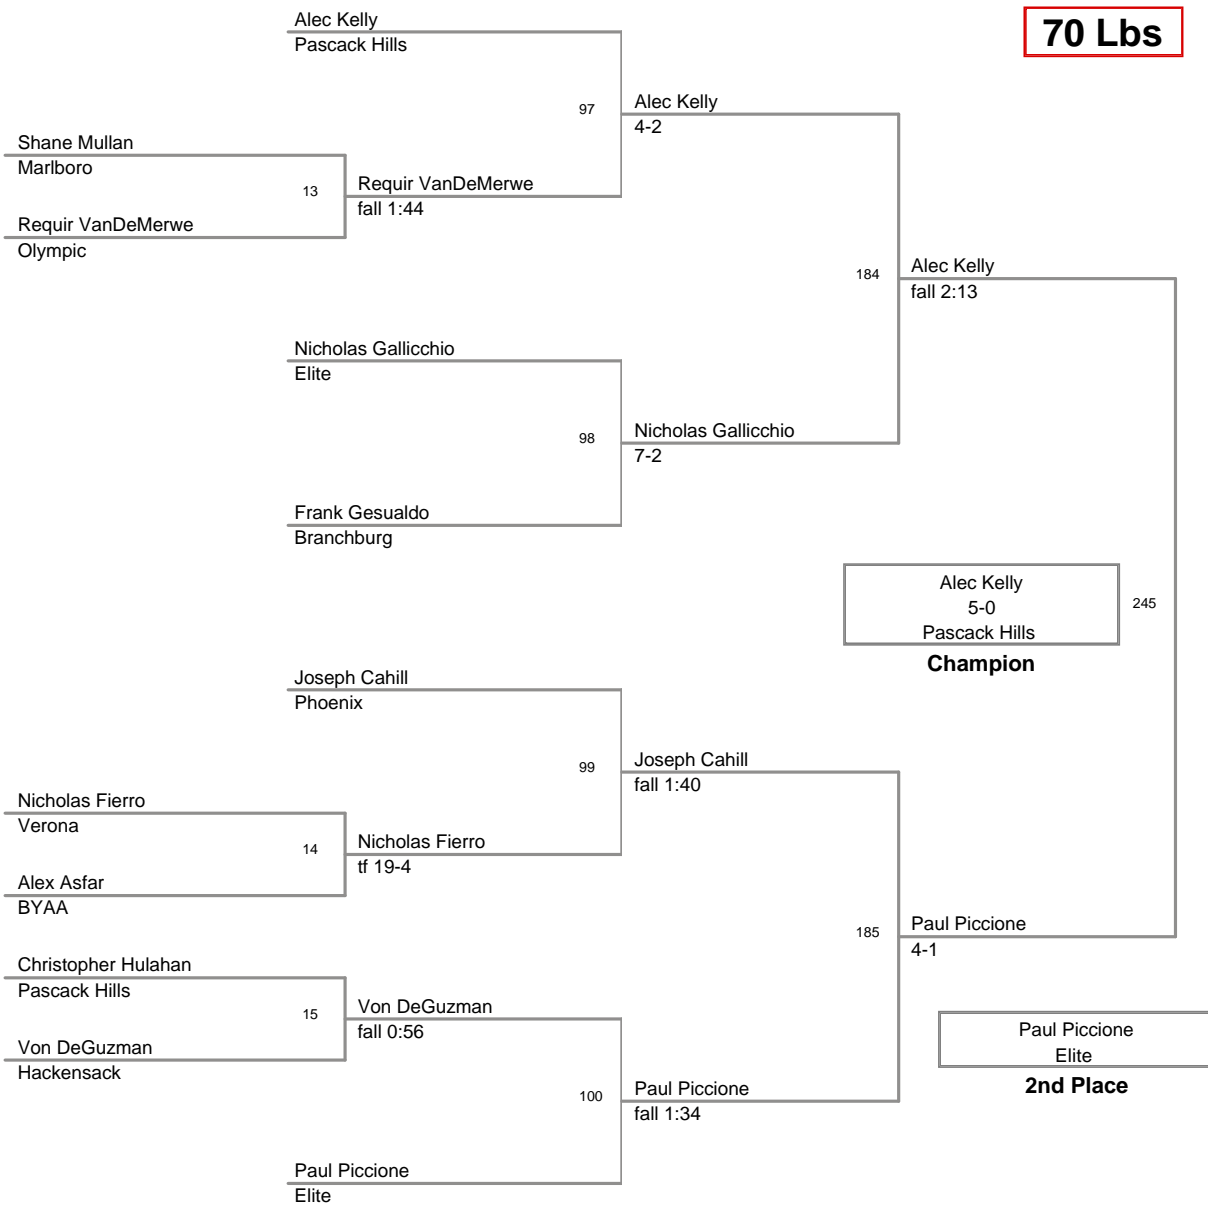 Alec Kelly
Pascack Hills
70 Lbs
97
Alec Kelly
4-2
Shane Mullan
Marlboro
13
Requir VanDeMerwe
fall 1:44
Requir VanDeMerwe
Olympic
184
Alec Kelly
fall 2:13
Nicholas Gallicchio
Elite
98
Nicholas Gallicchio
7-2
Frank Gesualdo
Branchburg
Alec Kelly
5-0
Pascack Hills
245
Champion
Joseph Cahill
Phoenix
99
Joseph Cahill
fall 1:40
Nicholas Fierro
Verona
14
Nicholas Fierro
tf 19-4
Alex Asfar
BYAA
185
Paul Piccione
4-1
Christopher Hulahan
Pascack Hills
15
Von DeGuzman
fall 0:56
Von DeGuzman
Hackensack
Paul Piccione
Elite
2nd Place
100
Paul Piccione
fall 1:34
Paul Piccione
Elite